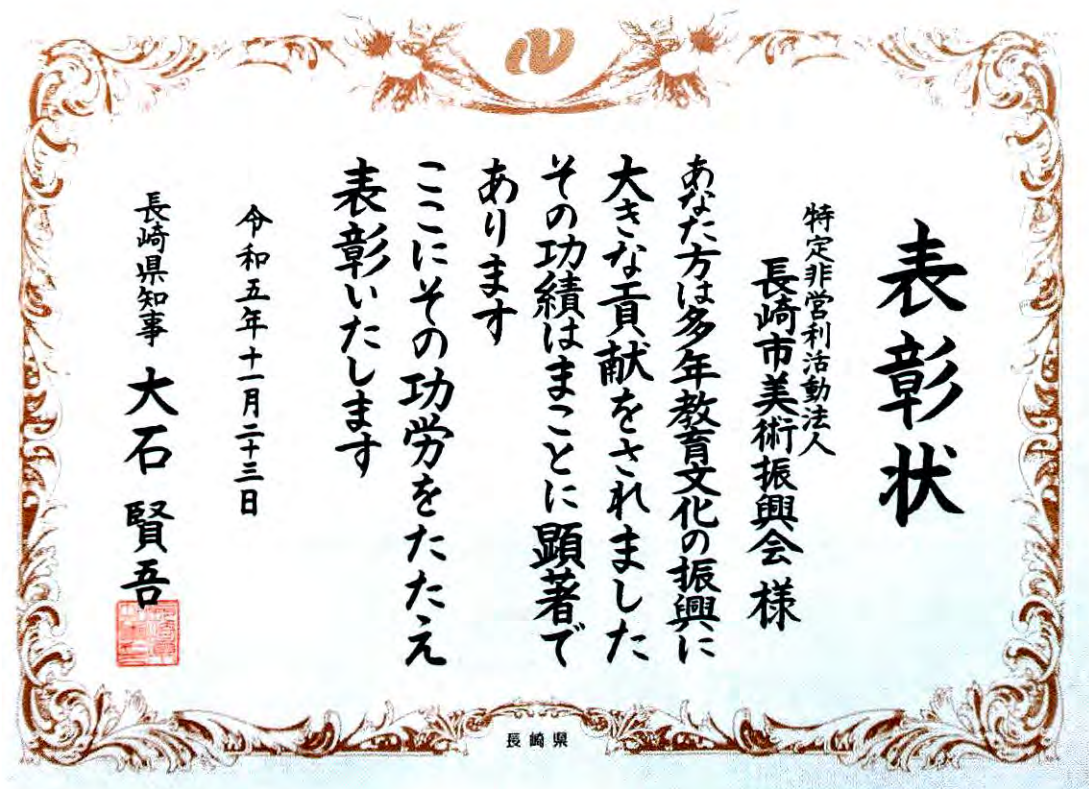 表彰状
特定非営利活動法人
長崎市美術振興会 様
あなた方は多年教育文化の振興に
大きな貢献をされました
その功績はまことに顕著で
あります
ここにその功労をたたえ
表彰いたします
令和五年十一月二十三日
長崎県知事 大石 賢吾
長崎県